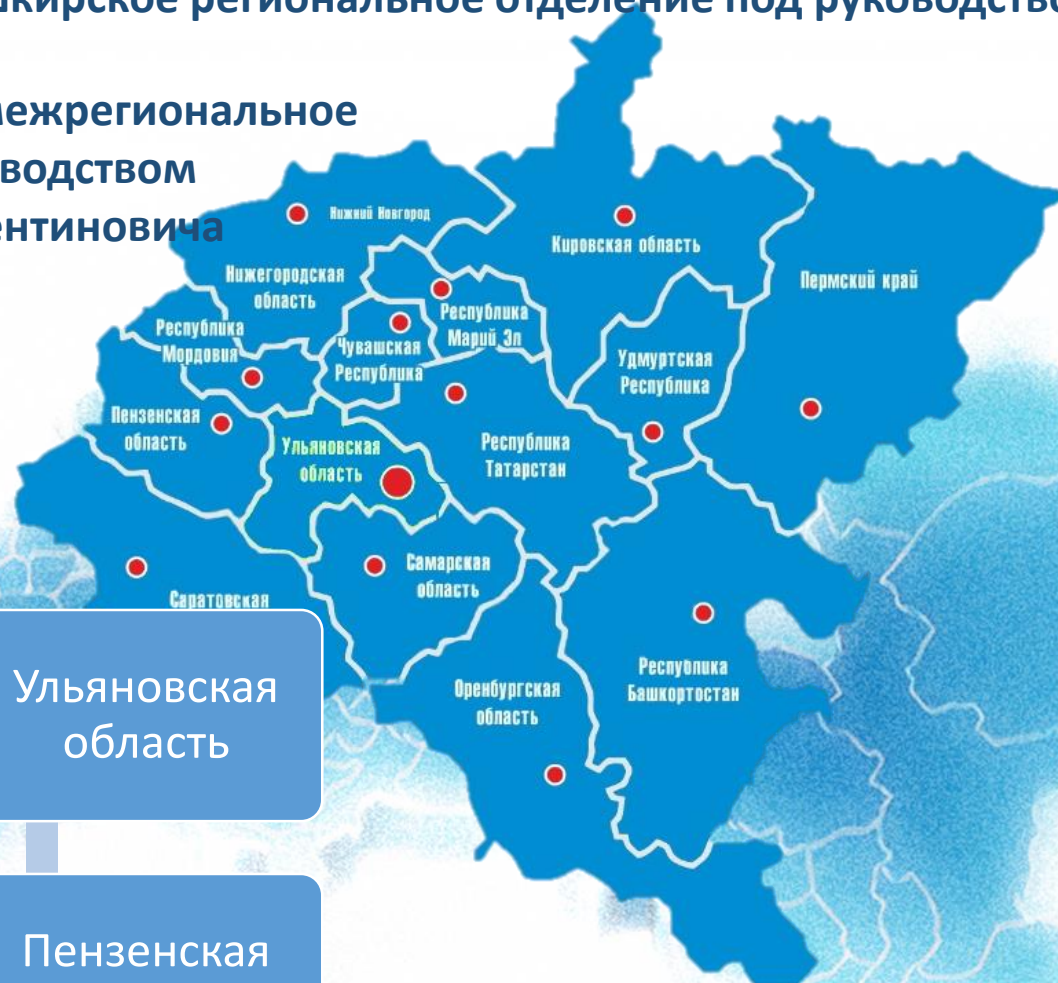 кирское региональное отделение под руководство
межрегиональное
водством
ентиновича
Нижний Новгород
Кировская область
Нижегородская
область
Пермский край
Республика
Марий Эл
Республика
Мордовия
Чувашская
Республика
Удмуртская
Республика
Пензенская
область
Ульяновская
область
Республика
Татарстан
Самарская
область
Саратовская
Республика
Башкортостан
Оренбургская
область
Ульяновская
область
Пензенская